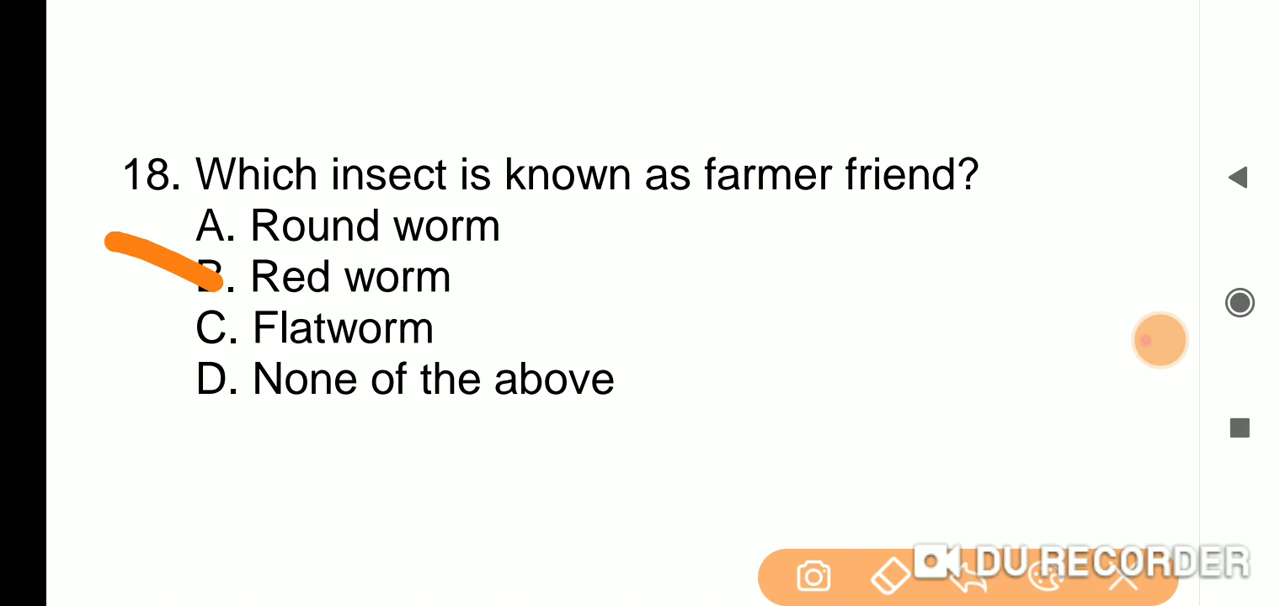 18. Which insect is known as farmer friend?
A. Round worm
B. Red worm
C. Flatworm
D. None of the above
DU RECORDER